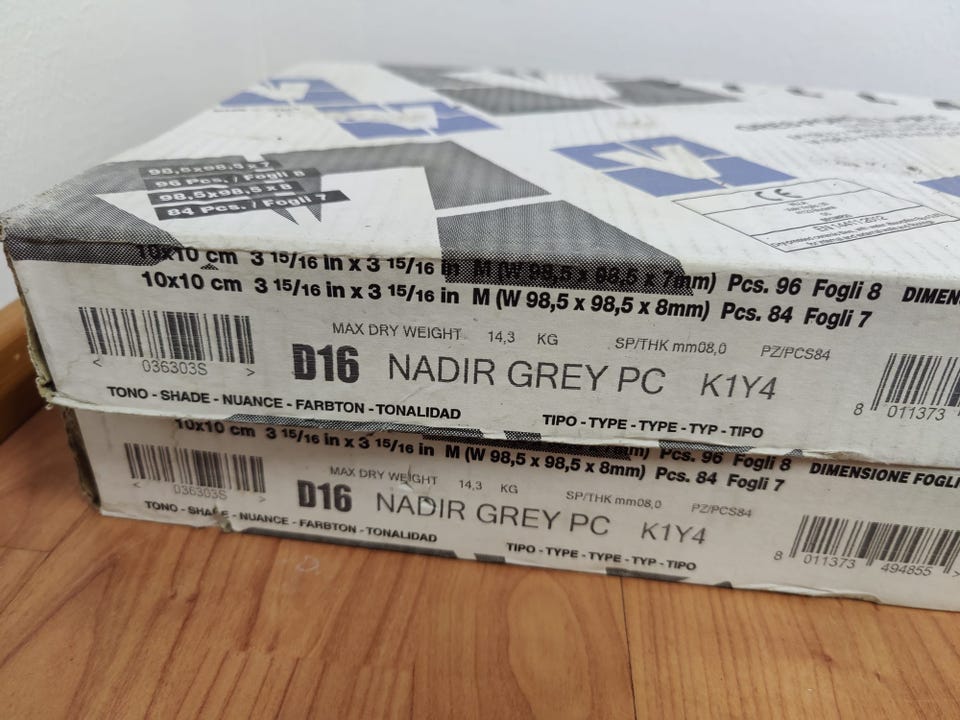 98,5x98,5x7
96 Pcs. / Fogli 8
98,5x98,5x8
84 Pcs. / Fogli 7
CE
EN 14411:2012
10x10 cm 3 15/16 in x 3 15/16 in M (W 98,5 x 98,5 x 7mm) Pcs. 96 Fogli 8 DIMEN
10x10 cm 3 15/16 in x 3 15/16 in M (W 98,5 x 98,5 x 8mm) Pcs. 84 Fogli 7
MAX DRY WEIGHT 14,3 KG SP/THK mm08,0 PZ/PCS84
< 036303S > D16 NADIR GREY PC K1Y4
8 011373
TONO - SHADE - NUANCE - FARBTON - TONALIDAD TIPO - TYPE - TYPE - TYP - TIPO
mm) Pcs. 96 Fogli 8 DIMENSIONE FOGLI
10x10 cm 3 15/16 in x 3 15/16 in M (W 98,5 x 98,5 x 8mm) Pcs. 84 Fogli 7
MAX DRY WEIGHT 14,3 KG SP/THK mm08,0 PZ/PCS84
< 036303S > D16 NADIR GREY PC K1Y4
8 011373 494855 >
TONO - SHADE - NUANCE - FARBTON - TONALIDAD TIPO - TYPE - TYPE - TYP - TIPO